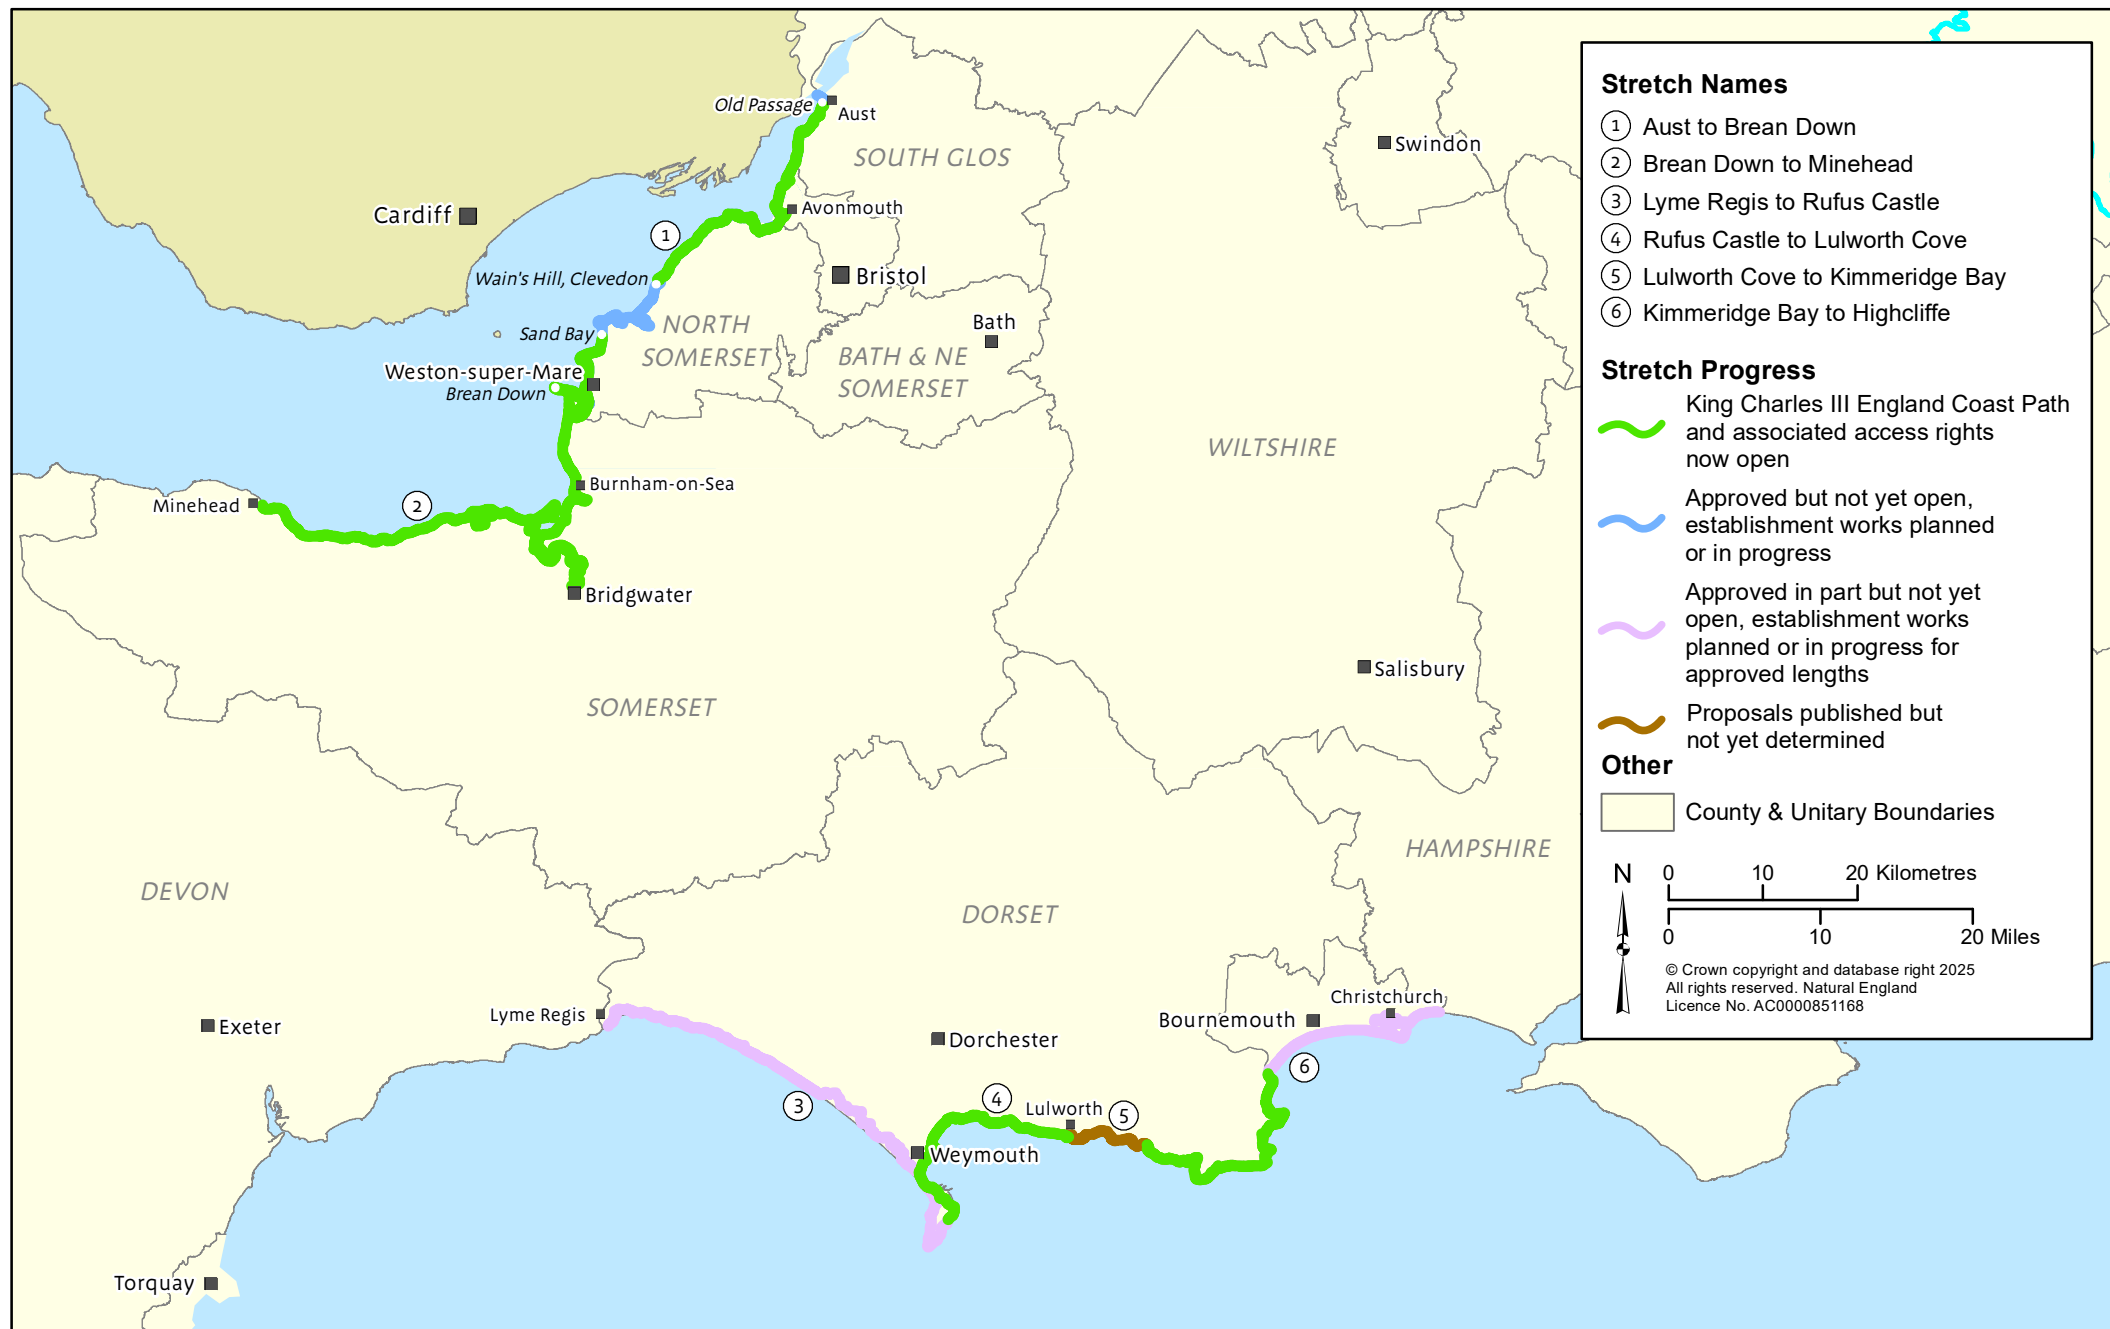 Old Passage
Aust
SOUTH GLOS
Swindon
Cardiff
Avonmouth
1
Bristol
Wain's Hill, Clevedon
Sand Bay
NORTH
SOMERSET
Bath
BATH & NE
SOMERSET
Weston-super-Mare
Brean Down
WILTSHIRE
Burnham-on-Sea
Minehead
2
Bridgwater
Salisbury
SOMERSET
HAMPSHIRE
DEVON
DORSET
Lyme Regis
Exeter
Christchurch
Bournemouth
Dorchester
6
3
4
Lulworth
5
Weymouth
Torquay
Stretch Names
1 Aust to Brean Down
2 Brean Down to Minehead
3 Lyme Regis to Rufus Castle
4 Rufus Castle to Lulworth Cove
5 Lulworth Cove to Kimmeridge Bay
6 Kimmeridge Bay to Highcliffe
Stretch Progress
King Charles III England Coast Path
and associated access rights
now open
Approved but not yet open,
establishment works planned
or in progress
Approved in part but not yet
open, establishment works
planned or in progress for
approved lengths
Proposals published but
not yet determined
Other
County & Unitary Boundaries
N
0 10 20 Kilometres
0 10 20 Miles
© Crown copyright and database right 2025
All rights reserved. Natural England
Licence No. AC0000851168